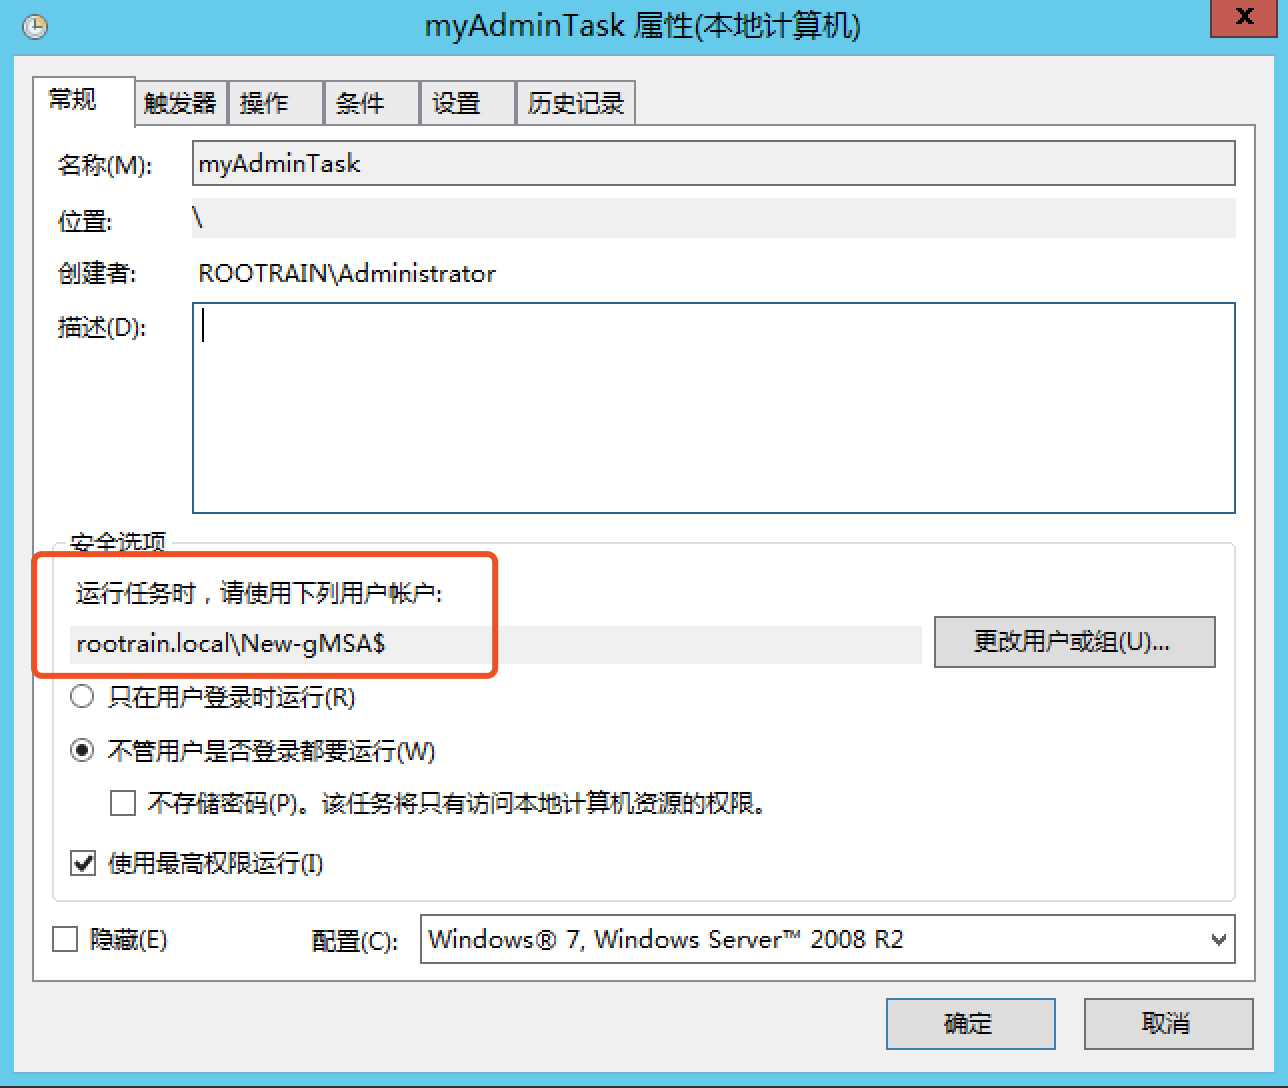 myAdminTask 属性(本地计算机)
X
常规 触发器 操作 条件 设置 历史记录
名称(M): myAdminTask
位置: \
创建者: ROOTRAIN\Administrator
描述(D):
安全选项
运行任务时，请使用下列用户帐户:
rootrain.local\New-gMSA$
更改用户或组(U)...
只在用户登录时运行(R)
不管用户是否登录都要运行(W)
不存储密码(P)。该任务将只有访问本地计算机资源的权限。
使用最高权限运行(I)
隐藏(E) 配置(C): Windows® 7, Windows Server™ 2008 R2
确定 取消